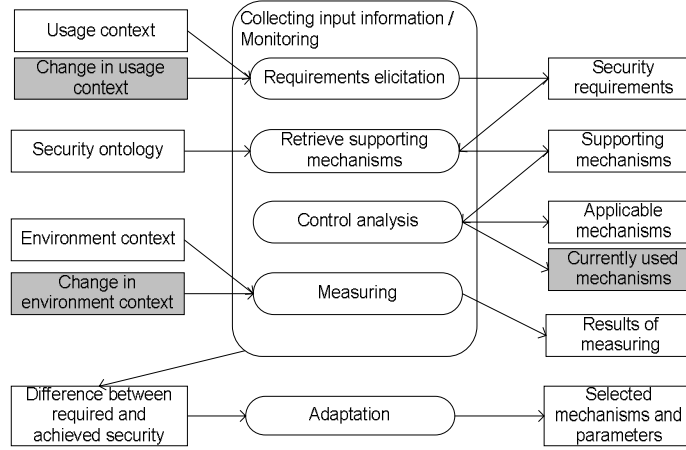 Usage context
Change in usage
context
Security ontology
Environment context
Change in
environment context
Collecting input information /
Monitoring
Requirements elicitation
Retrieve supporting
mechanisms
Control analysis
Measuring
Security
requirements
Supporting
mechanisms
Applicable
mechanisms
Currently used
mechanisms
Results of
measuring
Difference between
required and
achieved security
Adaptation
Selected
mechanisms and
parameters